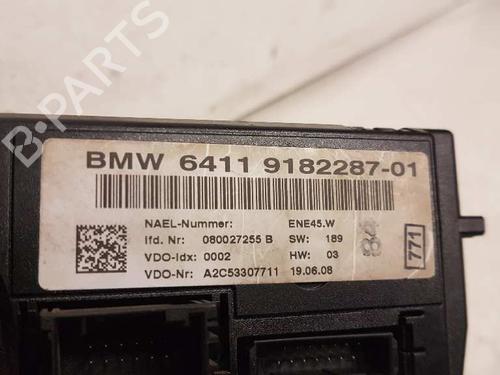 B-PARTS
BMW 6411 9182287-01
NAEL-Nummer: ENE45.W
lfd. Nr: 080027255 B SW: 189
VDO-Idx: 0002 HW: 03
VDO-Nr: A2C53307711 19.06.08
771